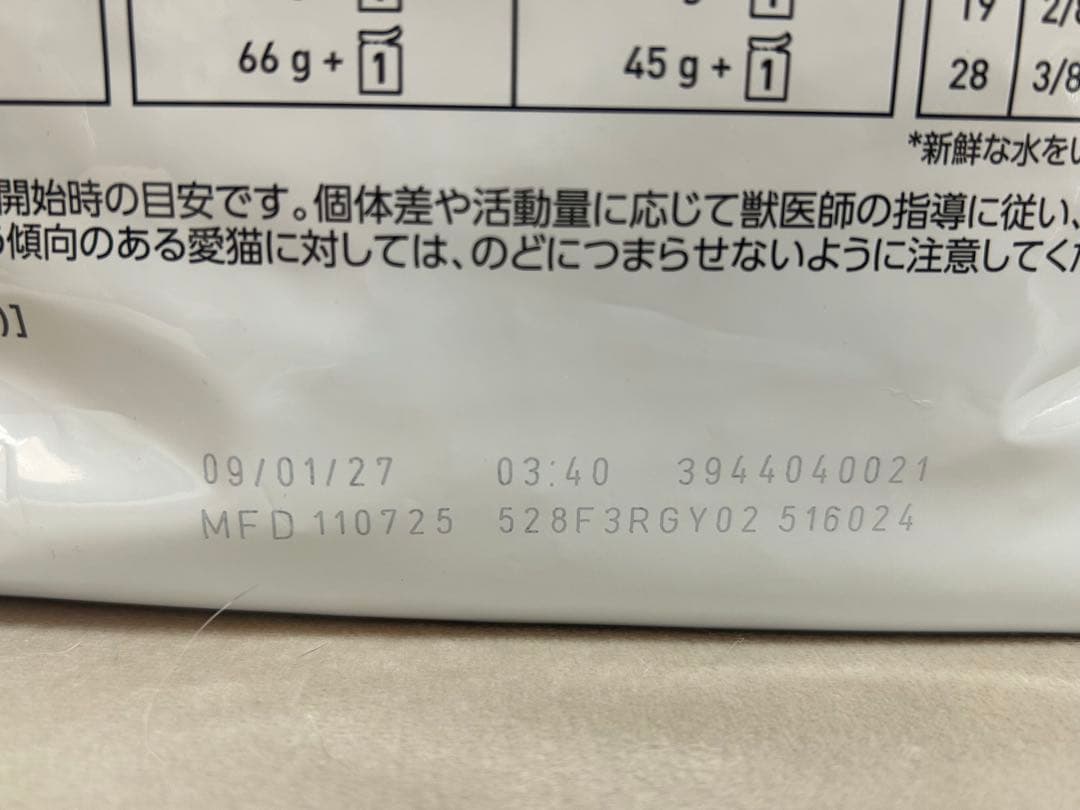 19 2/8
66 g + 1 45 g + 1 28 3/8
*新鮮な水をい
開始時の目安です。個体差や活動量に応じて獣医師の指導に従い、
傾向のある愛猫に対しては、のどにつまらせないように注意してくだ
)]
09/01/27 03:40 3944040021
MFD 110725 528F3RGY02 516024